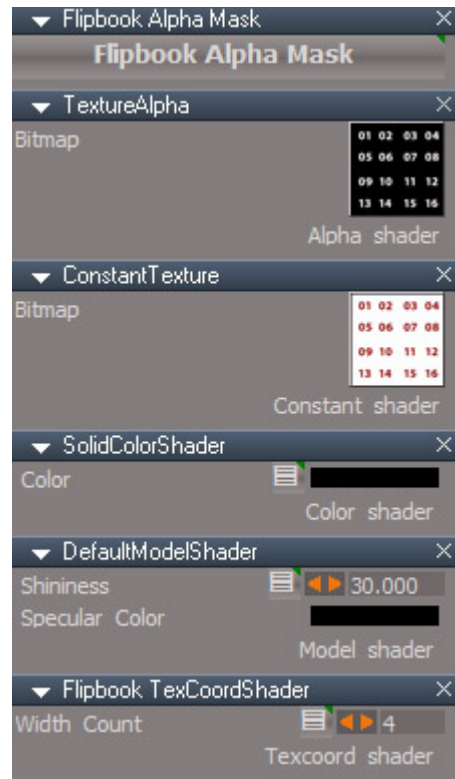 Flipbook Alpha Mask
Flipbook Alpha Mask
TextureAlpha
Bitmap
01 02 03 04
05 06 07 08
09 10 11 12
13 14 15 16
Alpha shader
ConstantTexture
Bitmap
01 02 03 04
05 06 07 08
09 10 11 12
13 14 15 16
Constant shader
SolidColorShader
Color
Color shader
DefaultModelShader
Shininess 30.000
Specular Color
Model shader
Flipbook TexCoordShader
Width Count 4
Texcoord shader